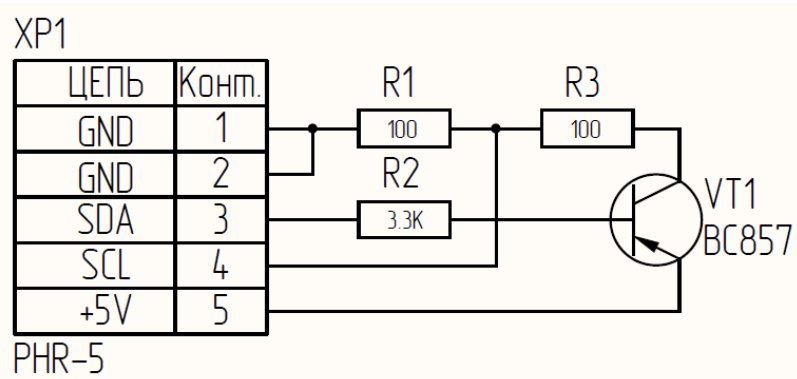 XP1
ЦЕПЬ Конт.
GND 1
GND 2
SDA 3
SCL 4
+5V 5
PHR-5
R1
100
R2
3.3K
R3
100
VT1
BC857